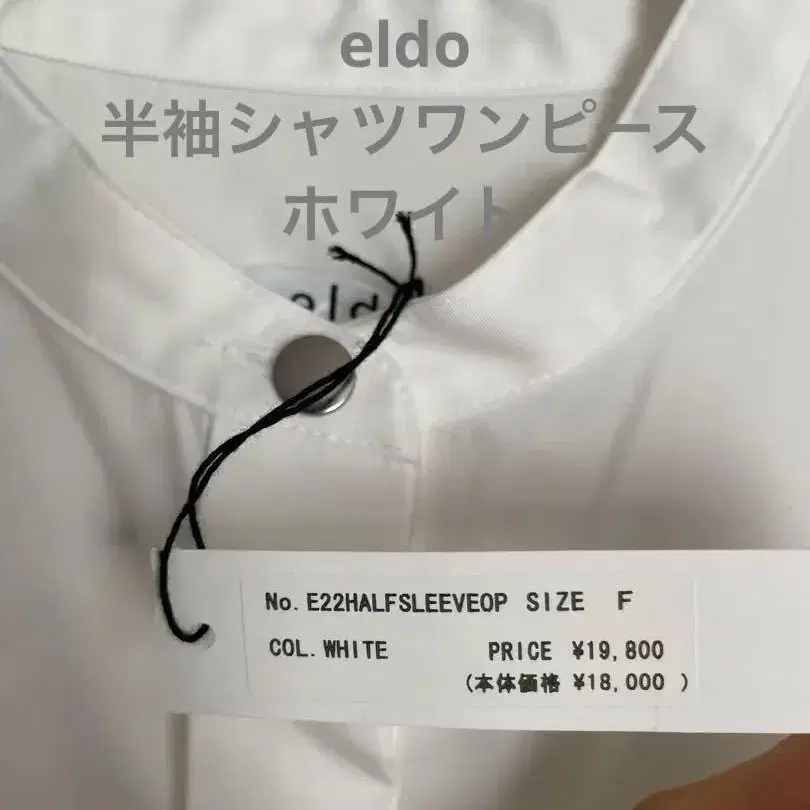 eldo
半袖シャツワンピース
ホワイト
eld
No. E22HALFSLEEVEOP SIZE F
COL. WHITE PRICE ¥19,800
(本体価格 ¥18,000 )